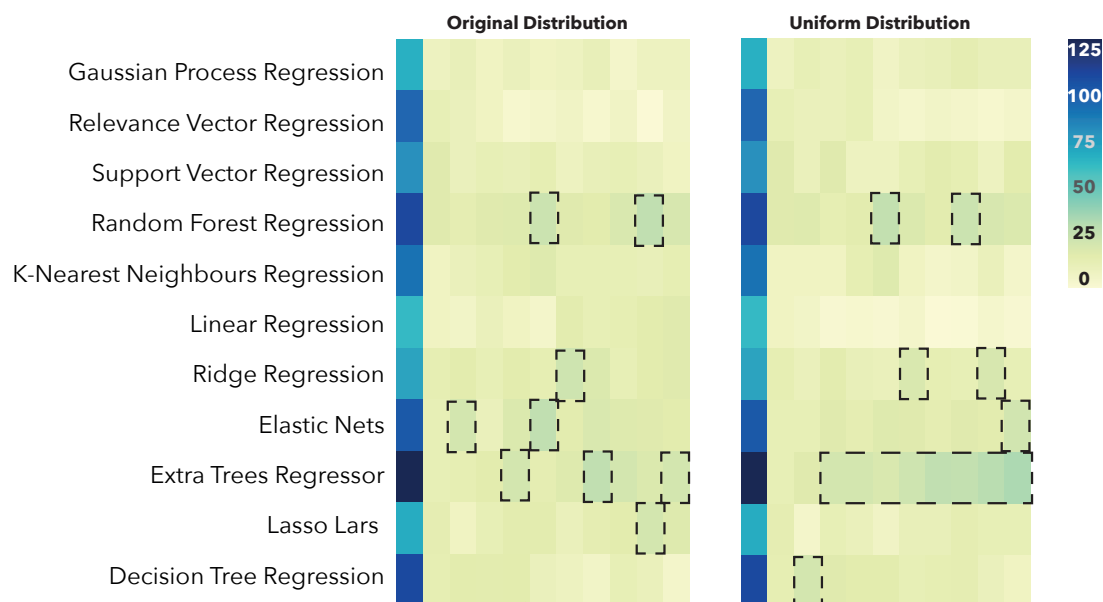 Original Distribution
Uniform Distribution
Gaussian Process Regression
Relevance Vector Regression
Support Vector Regression
Random Forest Regression
K-Nearest Neighbours Regression
Linear Regression
Ridge Regression
Elastic Nets
Extra Trees Regressor
Lasso Lars
Decision Tree Regression
125
100
75
50
25
0